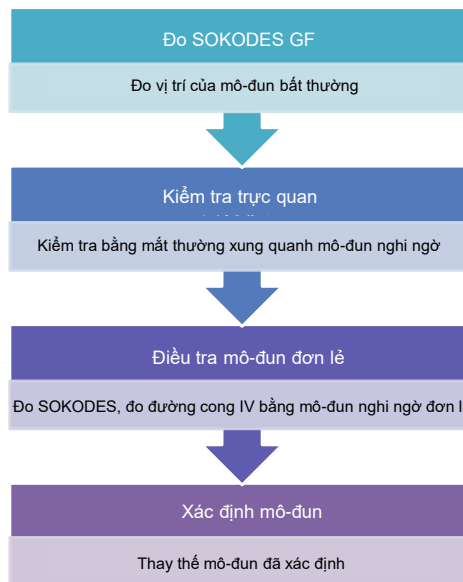 Đo SOKODES GF
Đo vị trí của mô-đun bất thường
Kiểm tra trực quan
Kiểm tra bằng mắt thường xung quanh mô-đun nghi ngờ
Điều tra mô-đun đơn lẻ
Đo SOKODES, đo đường cong IV bằng mô-đun nghi ngờ đơn l
Xác định mô-đun
Thay thế mô-đun đã xác định